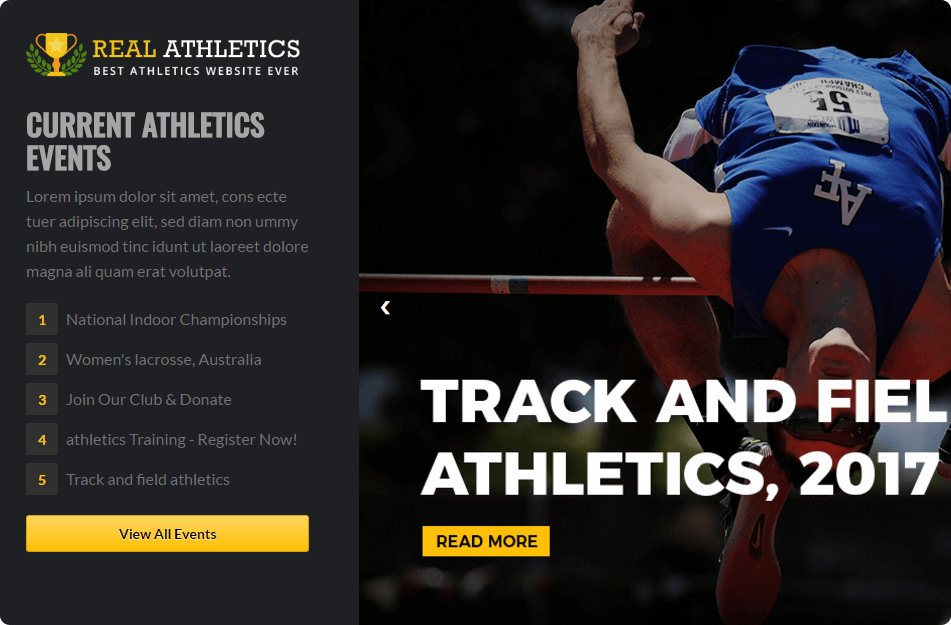 REAL ATHLETICS
BEST ATHLETICS WEBSITE EVER
CURRENT ATHLETICS
EVENTS
Lorem ipsum dolor sit amet, cons ecte
tuer adipiscing elit, sed diam non ummy
nibh euismod tinc idunt ut laoreet dolore
magna ali quam erat volutpat.
1 National Indoor Championships
2 Women's lacrosse, Australia
3 Join Our Club & Donate
4 athletics Training - Register Now!
5 Track and field athletics
View All Events
55
AF
TRACK AND FIEL
ATHLETICS, 2017
READ MORE